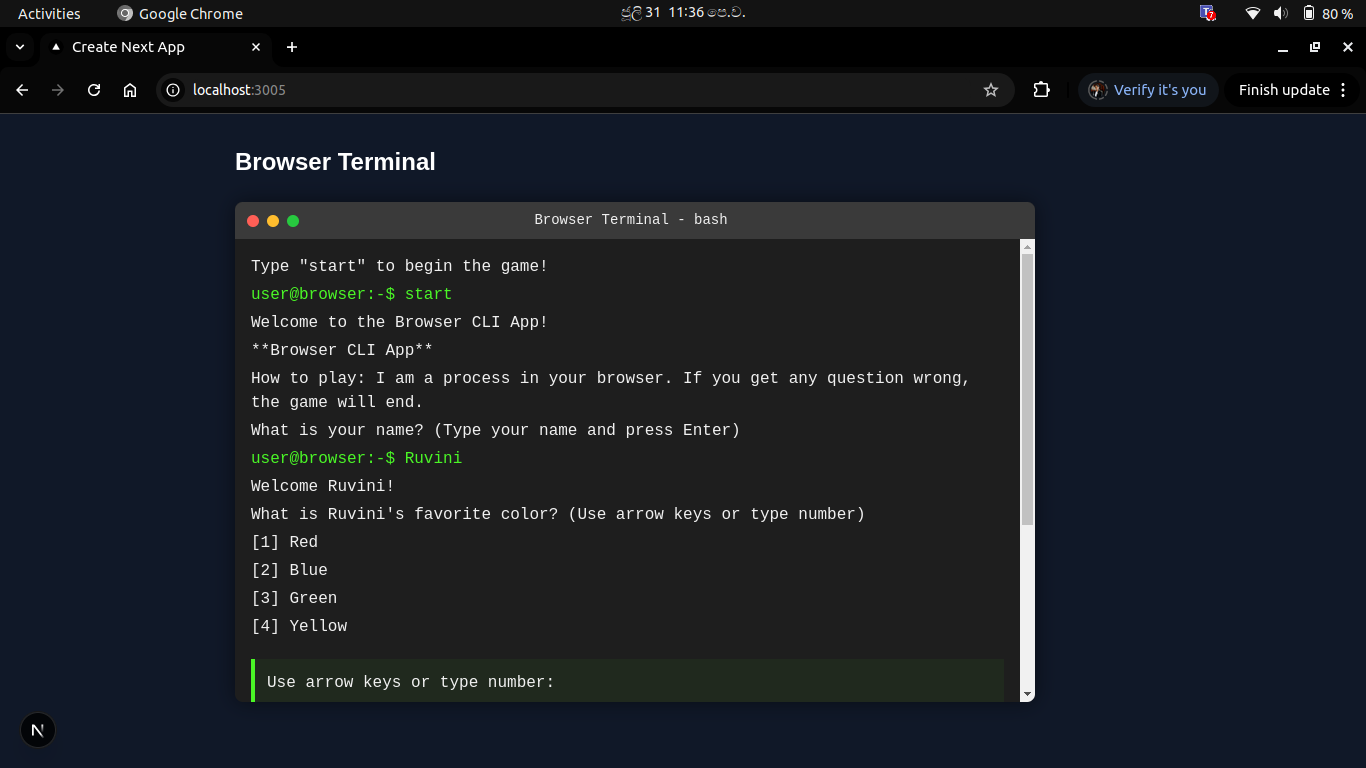 Activities
Google Chrome
ජූලි 31 11:36 පෙ.ව.
80 %
Create Next App
localhost:3005
Verify it's you
Finish update
Browser Terminal
Browser Terminal - bash
Type "start" to begin the game!
user@browser:-$ start
Welcome to the Browser CLI App!
**Browser CLI App**
How to play: I am a process in your browser. If you get any question wrong,
the game will end.
What is your name? (Type your name and press Enter)
user@browser:-$ Ruvini
Welcome Ruvini!
What is Ruvini's favorite color? (Use arrow keys or type number)
[1] Red
[2] Blue
[3] Green
[4] Yellow
Use arrow keys or type number:
N